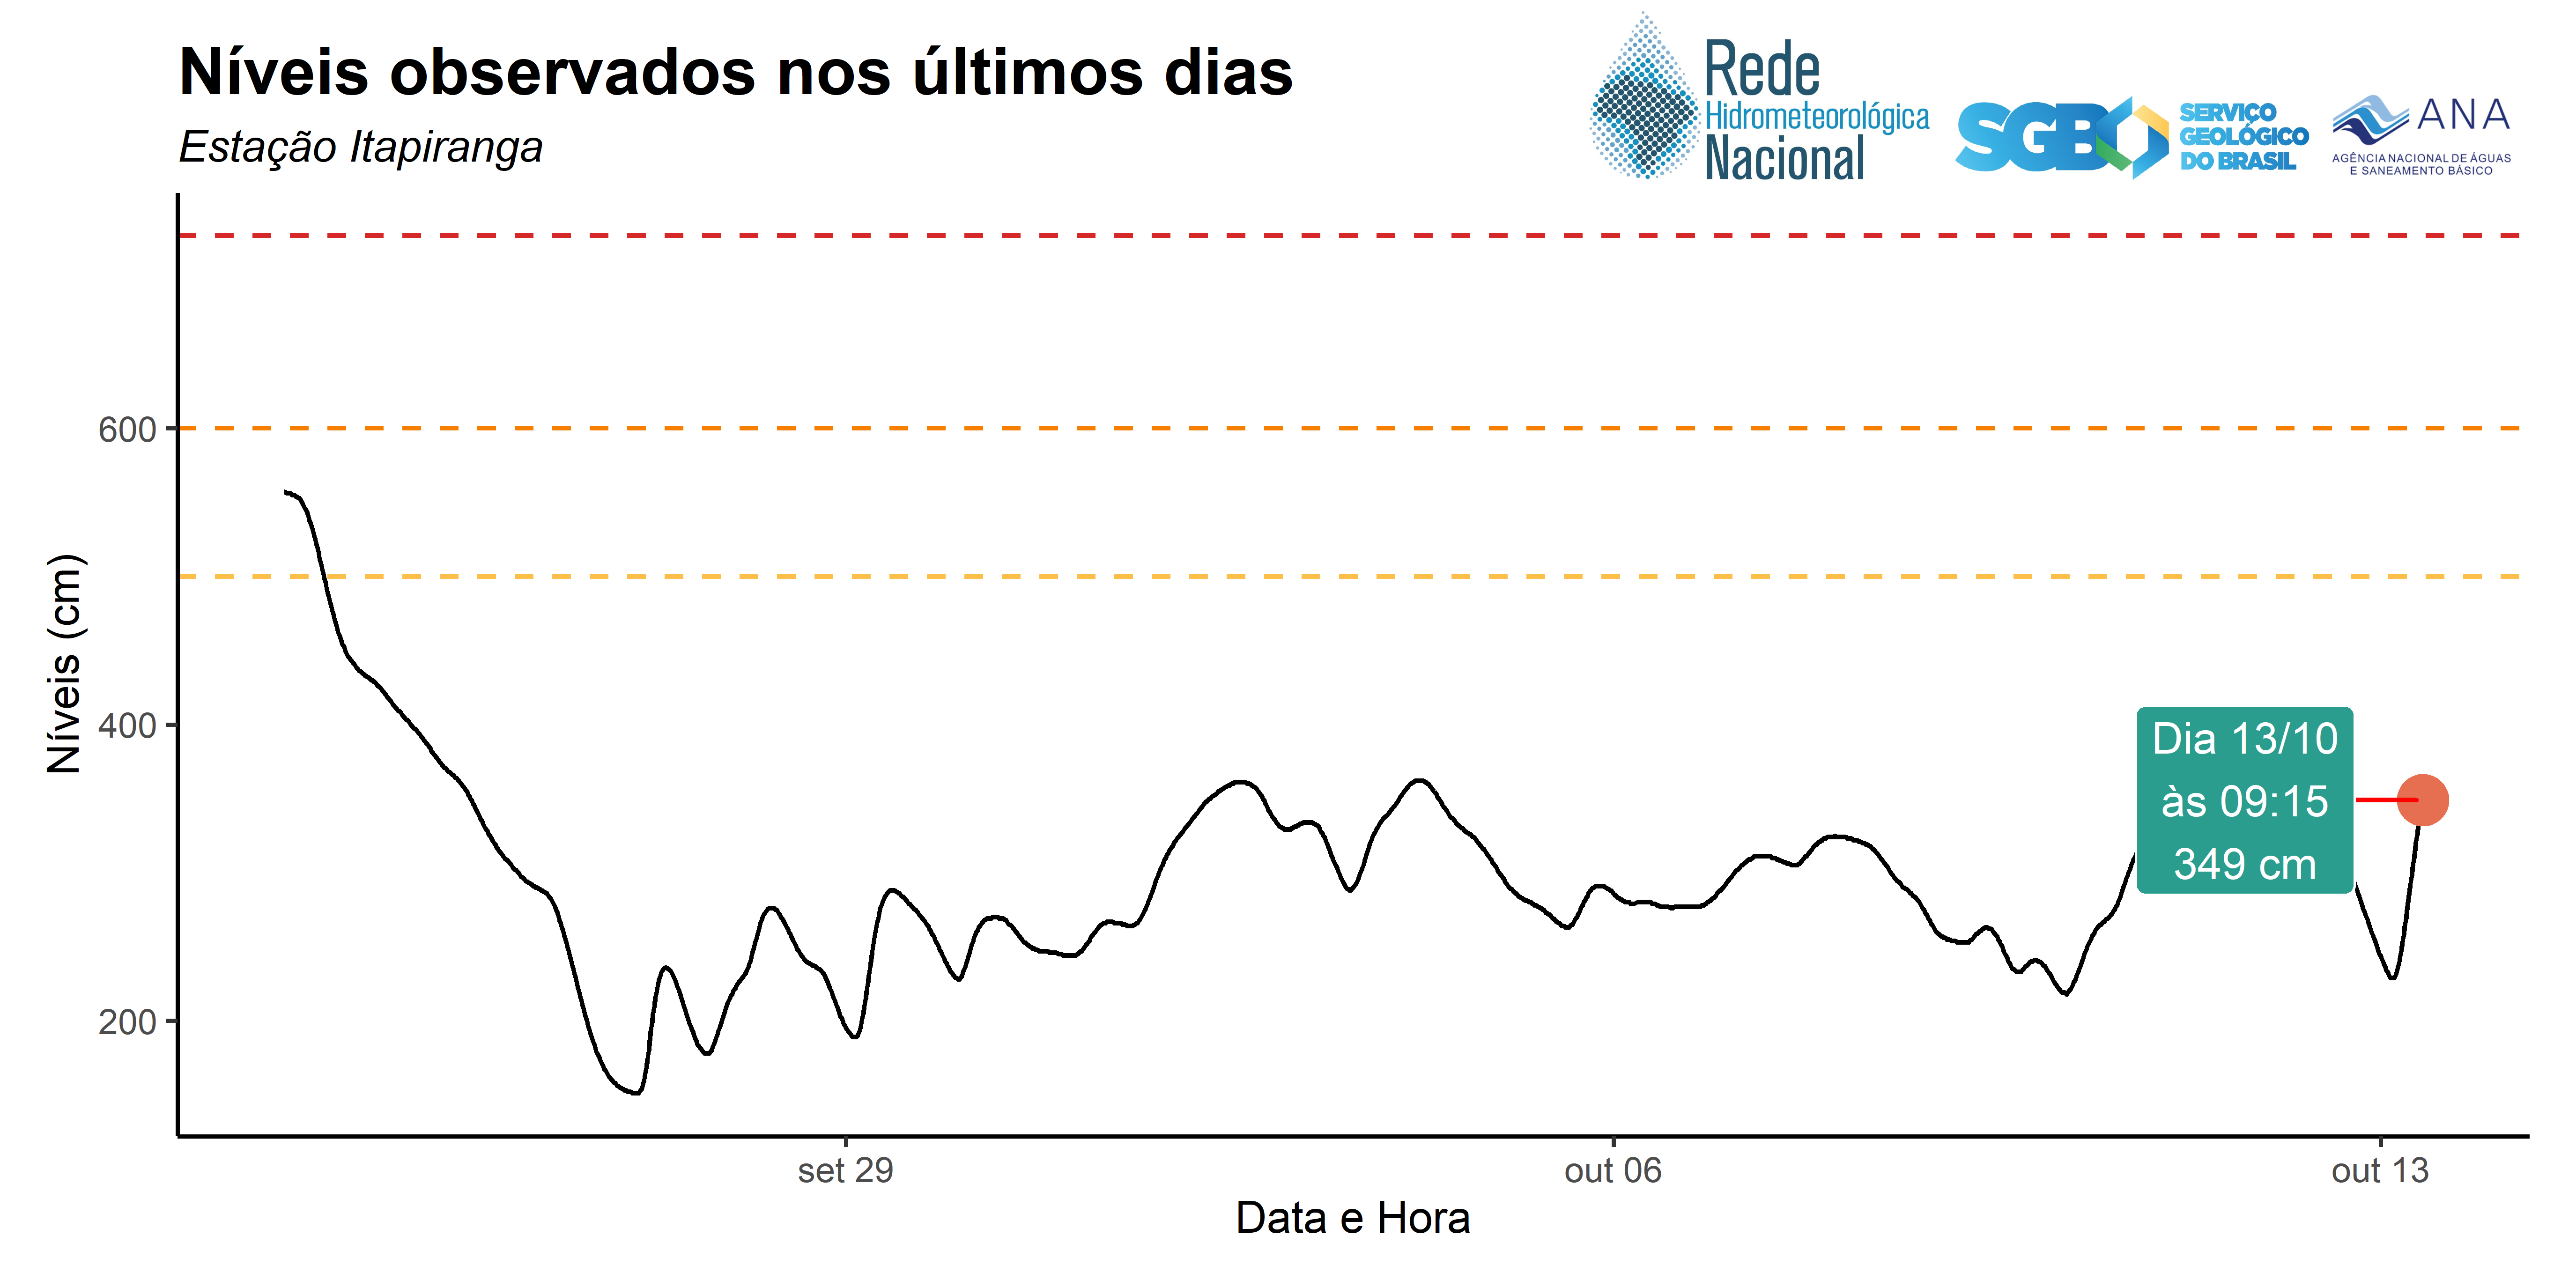 Níveis observados nos últimos dias
Estação Itapiranga
Rede
Hidrometeorológica
Nacional
SGB
SERVIÇO
GEOLÓGICO
DO BRASIL
ANA
AGÊNCIA NACIONAL DE ÁGUAS
E SANEAMENTO BÁSICO
Níveis (cm)
600
400
200
Dia 13/10
às 09:15
349 cm
set 29
out 06
out 13
Data e Hora